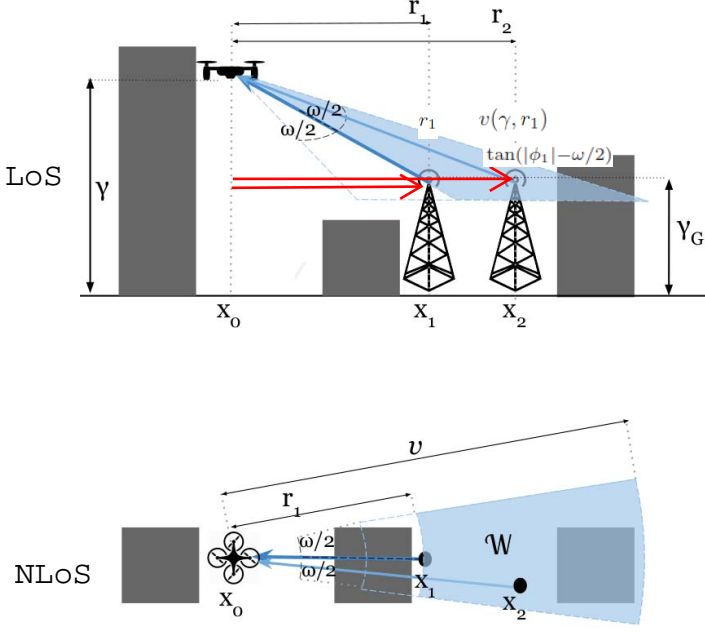 r₁
r₂
ω/2
ω/2
r₁
v(γ, r₁)
tan(|ϕ₁|−ω/2)
LoS
γ
γ_G
x₀
x₁
x₂
v
r₁
ω/2
ω/2
𝒲
NLoS
x₀
x₁
x₂